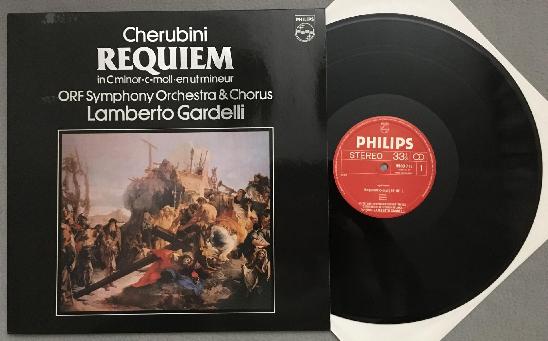 Cherubini
REQUIEM
in C minor·c-moll·en ut mineur
ORF Symphony Orchestra & Chorus
Lamberto Gardelli
PHILIPS
PHILIPS
STEREO 33⅓
1